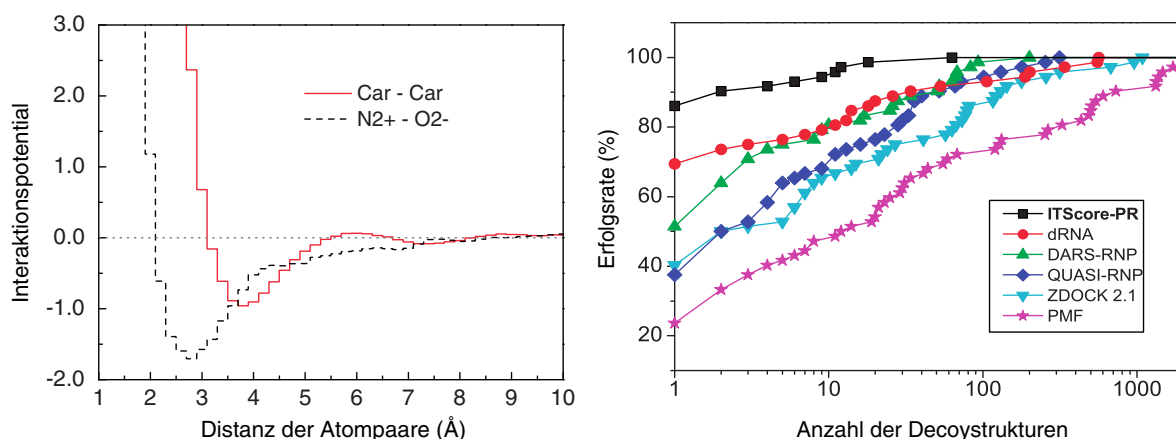 3.0
2.0
1.0
0.0
-1.0
-2.0
Interaktionspotential
Car - Car
N2+ - O2-
1 2 3 4 5 6 7 8 9 10
Distanz der Atompaare (Å)
100
80
60
40
20
Erfolgsrate (%)
ITScore-PR
dRNA
DARS-RNP
QUASI-RNP
ZDOCK 2.1
PMF
1 10 100 1000
Anzahl der Decoystrukturen